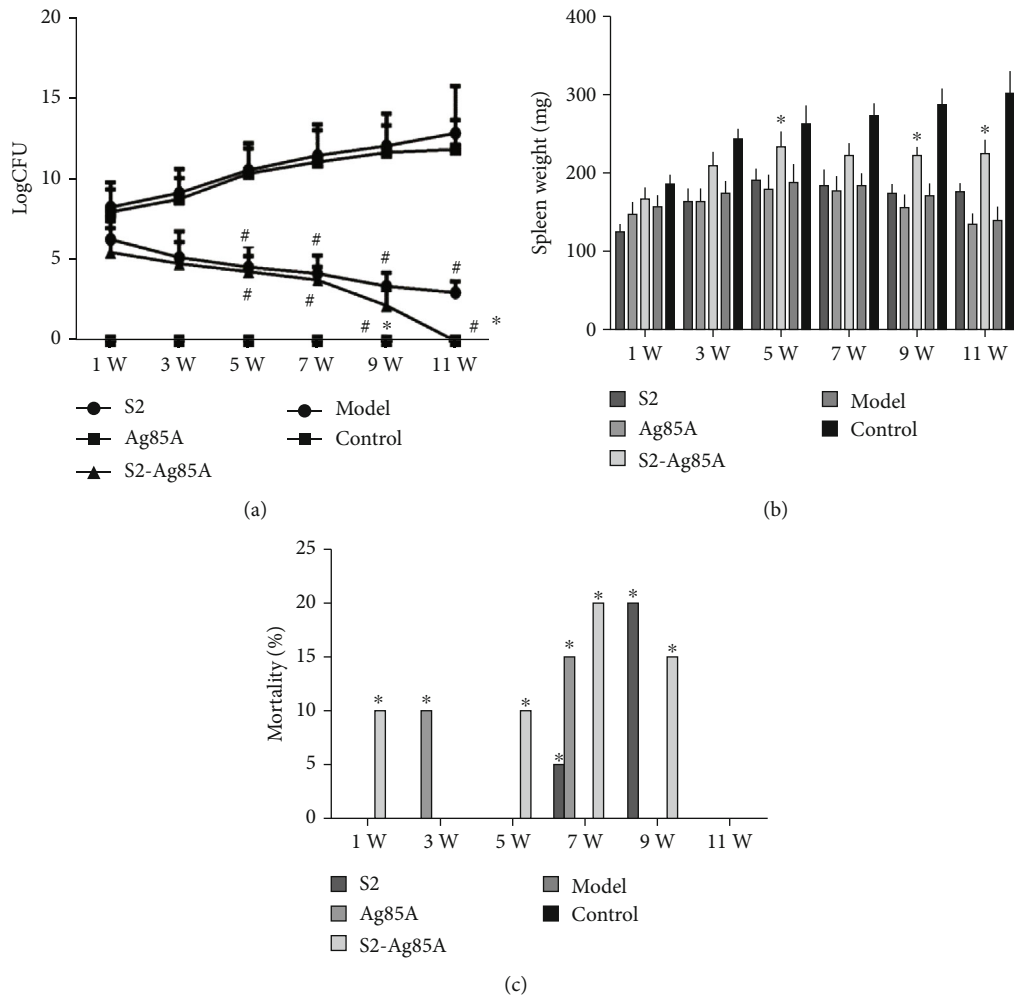 20
15
10
5
0
LogCFU
#
#
#
#
#
#
#
*
#
*
1 W 3 W 5 W 7 W 9 W 11 W
S2
Model
Ag85A
Control
S2-Ag85A
(a)
400
300
200
100
0
Spleen weight (mg)
*
*
*
1 W 3 W 5 W 7 W 9 W 11 W
S2
Model
Ag85A
Control
S2-Ag85A
(b)
25
20
15
10
5
0
Mortality (%)
*
*
*
*
*
*
*
*
1 W 3 W 5 W 7 W 9 W 11 W
S2
Model
Ag85A
Control
S2-Ag85A
(c)